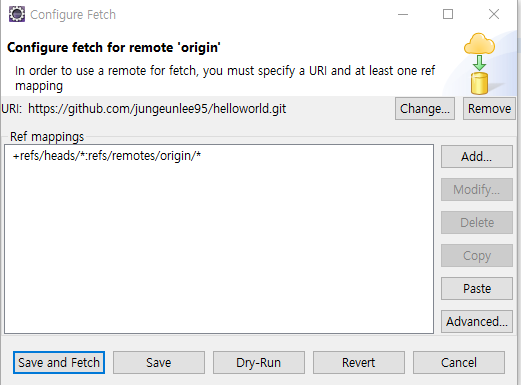 Configure Fetch
Configure fetch for remote 'origin'
In order to use a remote for fetch, you must specify a URI and at least one ref
mapping
URI: https://github.com/jungeunlee95/helloworld.git
Change...
Remove
Ref mappings
+refs/heads/*:refs/remotes/origin/*
Add...
Modify...
Delete
Copy
Paste
Advanced...
Save and Fetch
Save
Dry-Run
Revert
Cancel